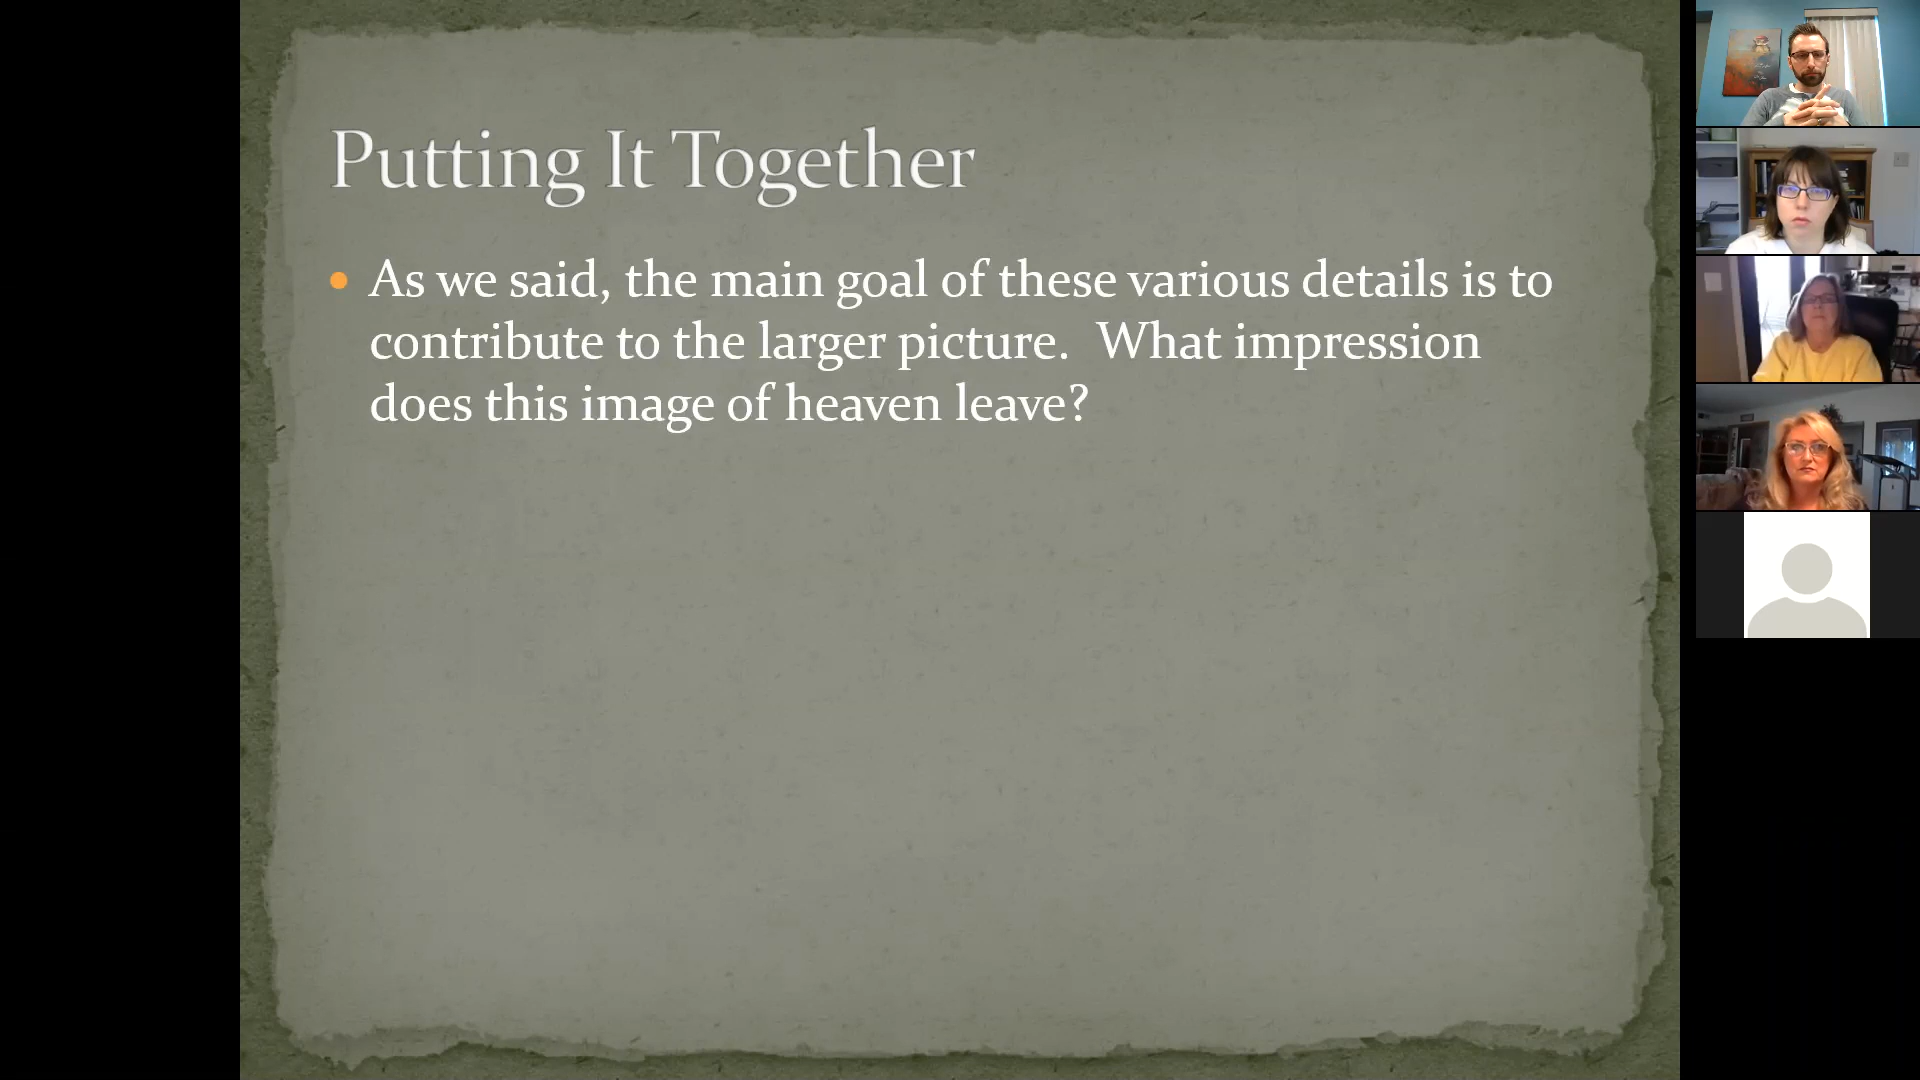 Putting It Together
As we said, the main goal of these various details is to
contribute to the larger picture.  What impression
does this image of heaven leave?